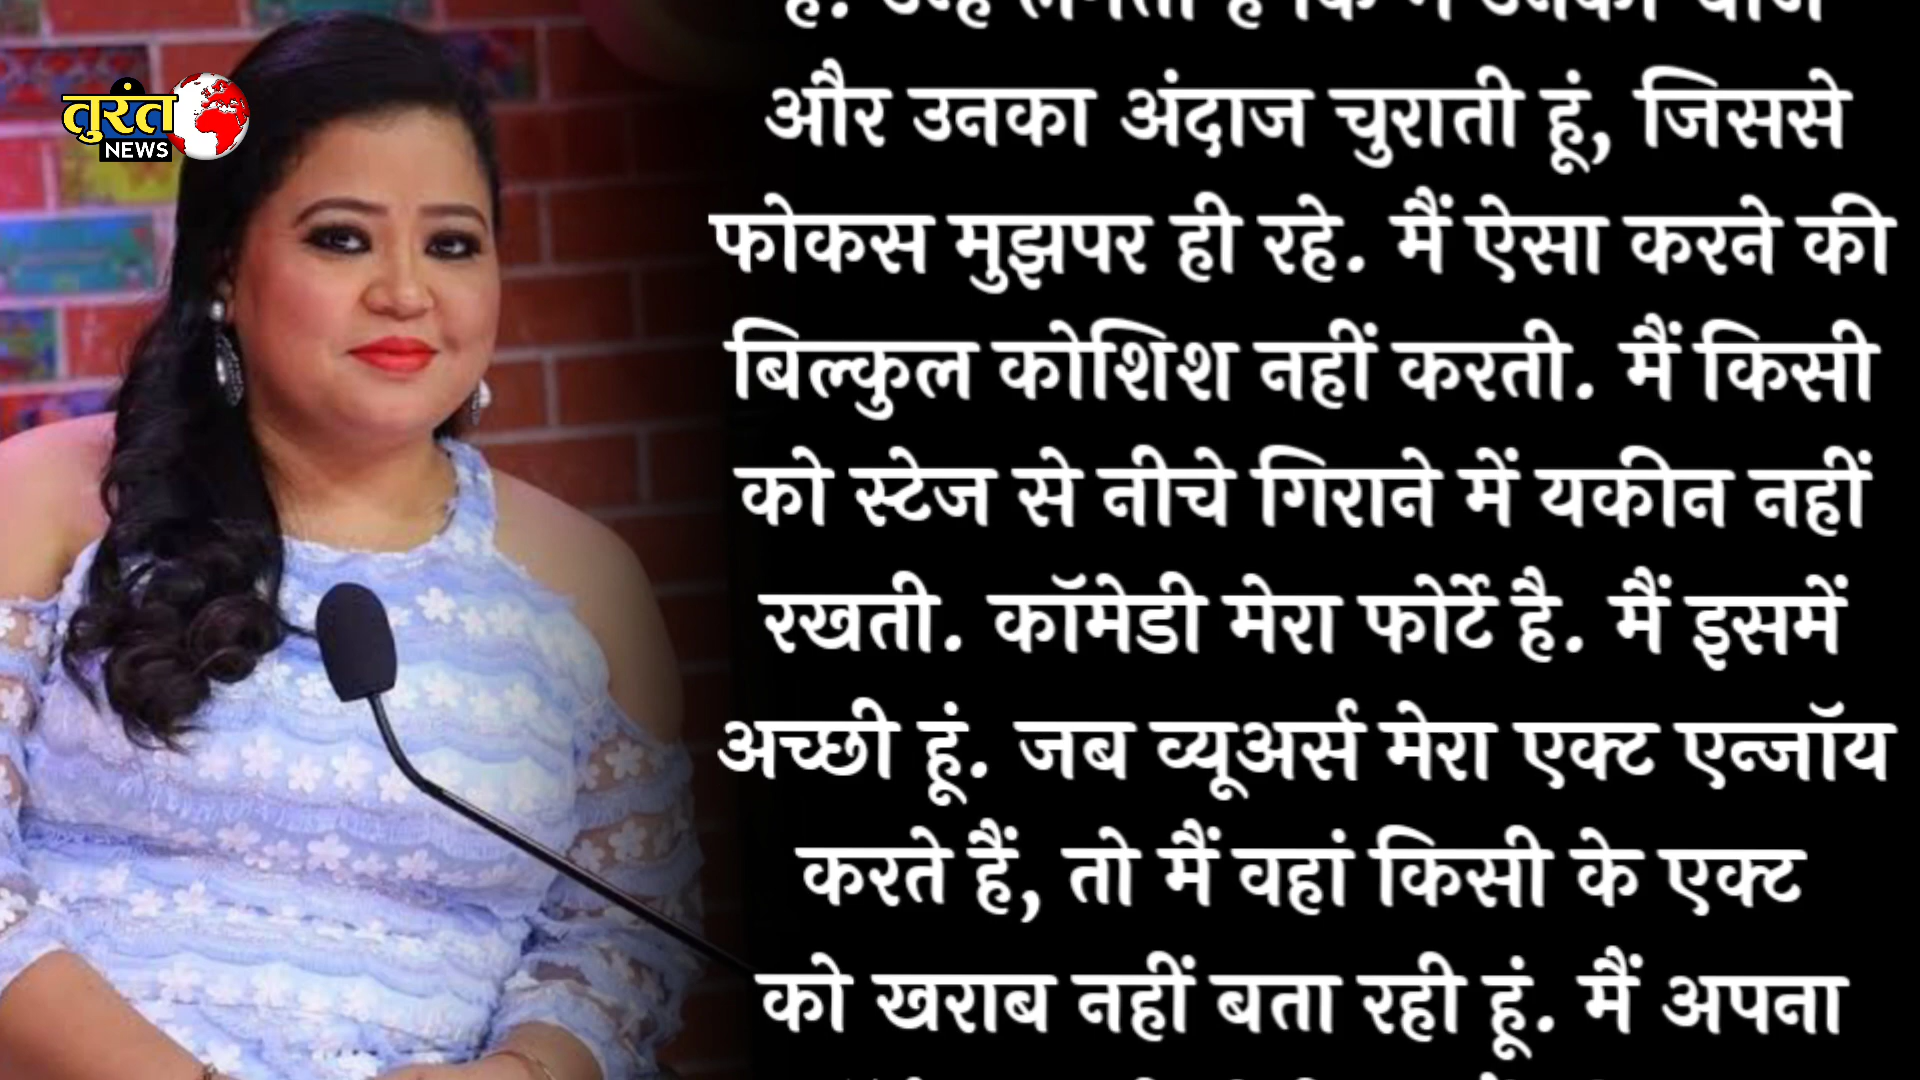 तुरंत
NEWS
और उनका अंदाज चुराती हूं, जिससे
फोकस मुझपर ही रहे. मैं ऐसा करने की
बिल्कुल कोशिश नहीं करती. मैं किसी
को स्टेज से नीचे गिराने में यकीन नहीं
रखती. कॉमेडी मेरा फोर्टे है. मैं इसमें
अच्छी हूं. जब व्यूअर्स मेरा एक्ट एन्जॉय
करते हैं, तो मैं वहां किसी के एक्ट
को खराब नहीं बता रही हूं. मैं अपना